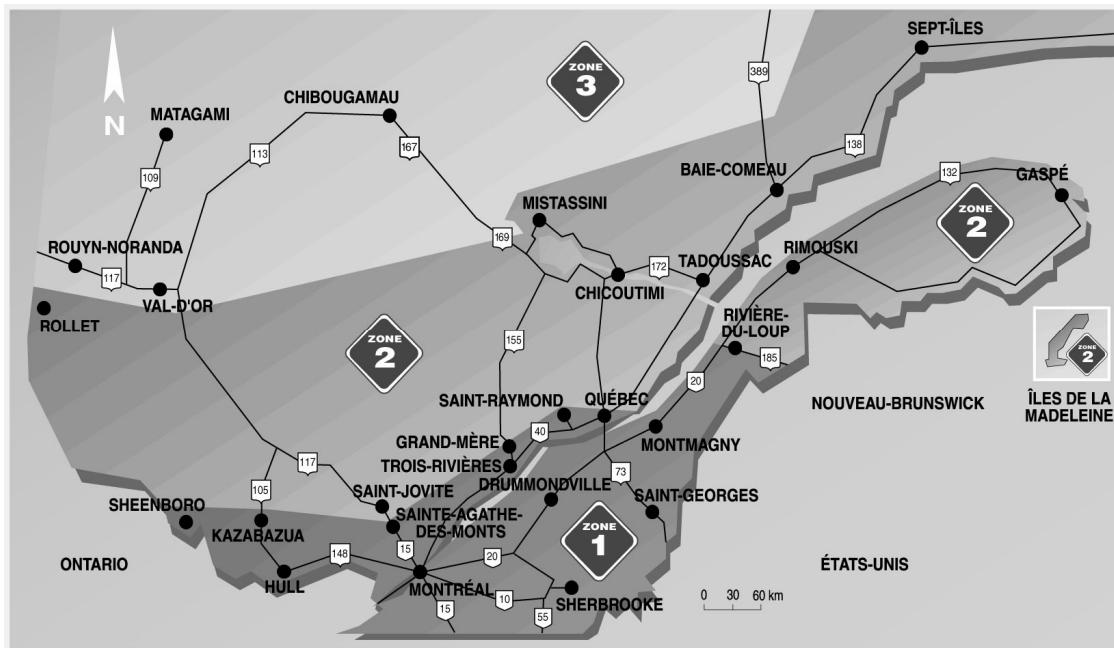 SEPT-ÎLES
ZONE
3
389
N
MATAGAMI
CHIBOUGAMAU
113
167
138
109
BAIE-COMEAU
132
GASPÉ
ZONE
2
MISTASSINI
ROUYN-NORANDA
169
RIMOUSKI
117
172
TADOUSSAC
CHICOUTIMI
VAL-D'OR
ROLLET
RIVIÈRE-
DU-LOUP
155
185
ZONE
2
ZONE
2
20
SAINT-RAYMOND
QUÉBEC
NOUVEAU-BRUNSWICK
ÎLES DE LA
MADELEINE
40
GRAND-MÈRE
MONTMAGNY
117
TROIS-RIVIÈRES
73
DRUMMONDVILLE
105
SAINT-JOVITE
SAINT-GEORGES
SHEENBORO
SAINTE-AGATHE-
DES-MONTS
KAZABAZUA
ZONE
1
148
15
20
ONTARIO
ÉTATS-UNIS
HULL
MONTRÉAL
SHERBROOKE
10
15
55
0 30 60 km